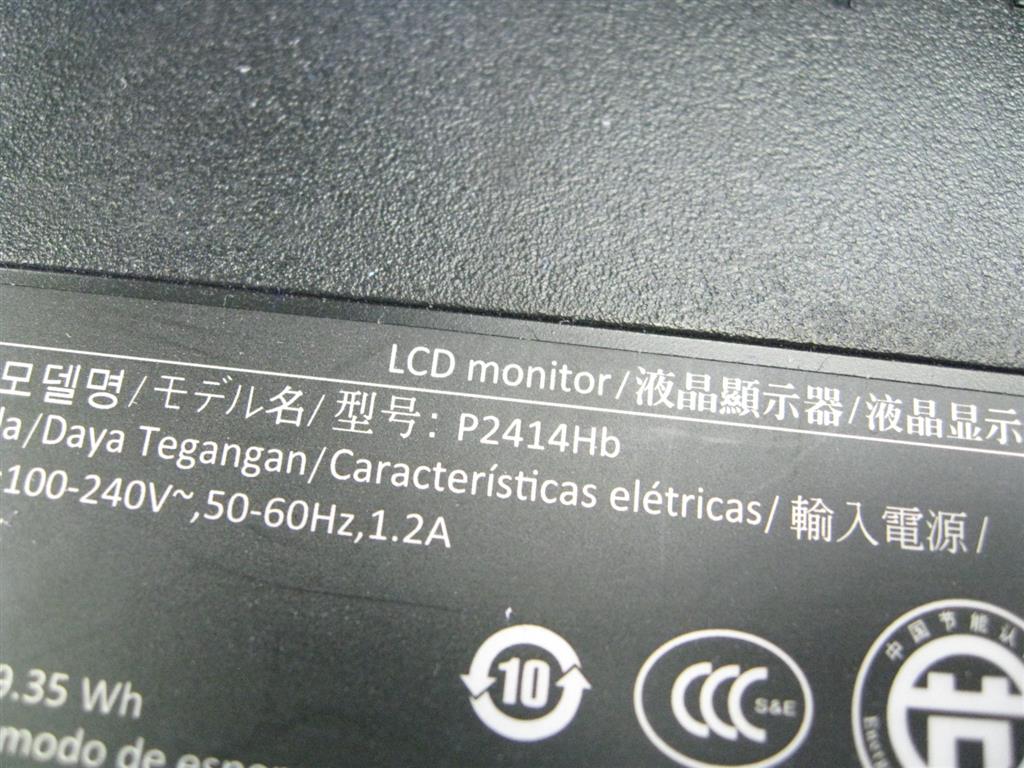 LCD monitor/液晶顯示器/液晶显示
모델명/モデル名/型号: P2414Hb
/Daya Tegangan/Características elétricas/輸入電源/
:100-240V~,50-60Hz,1.2A
10
CCC S&E
中国节能认
9.35 Wh
modo de